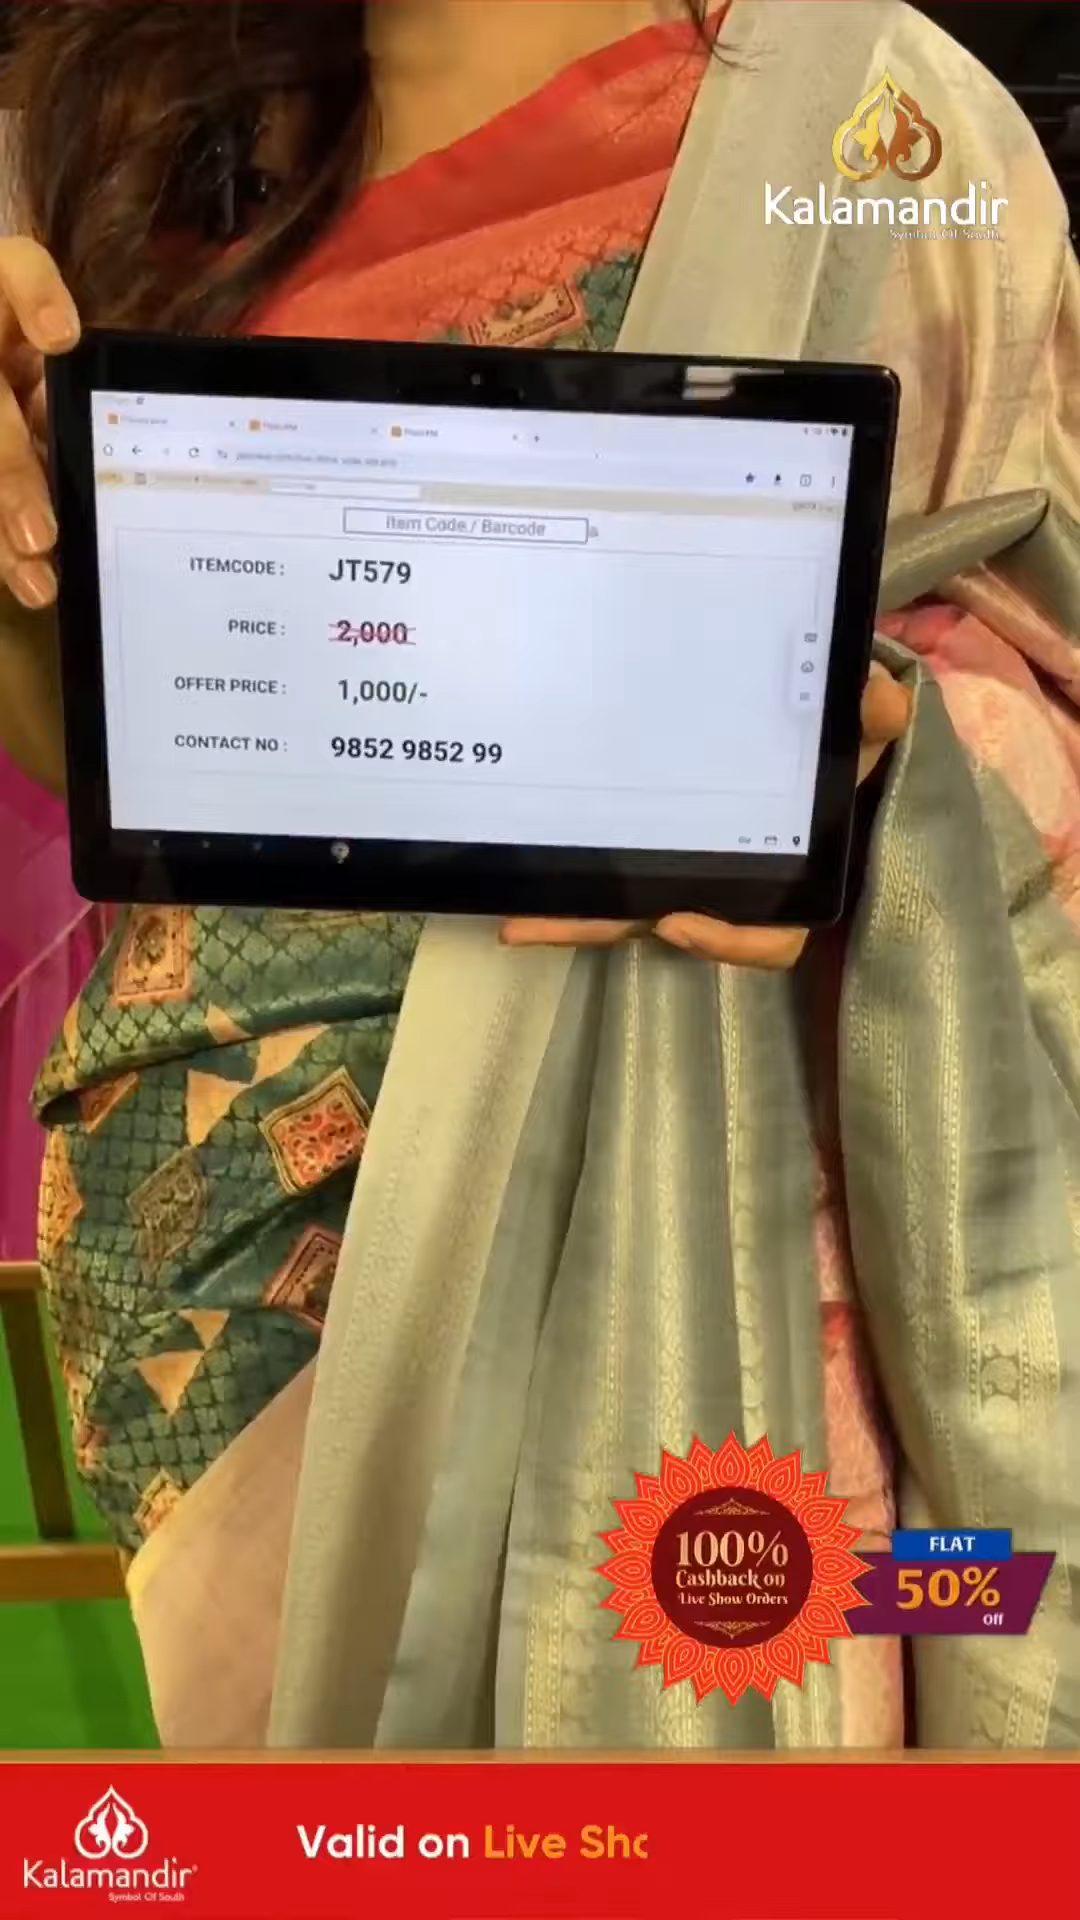 Kalamandir
Symbol Of South
Item Code / Barcode
ITEMCODE : JT579
PRICE : 2,000
OFFER PRICE : 1,000/-
CONTACT NO : 9852 9852 99
100%
Cashback on
Live Show Orders
FLAT
50%
Off
Kalamandir
Symbol Of South
Valid on Live Sho